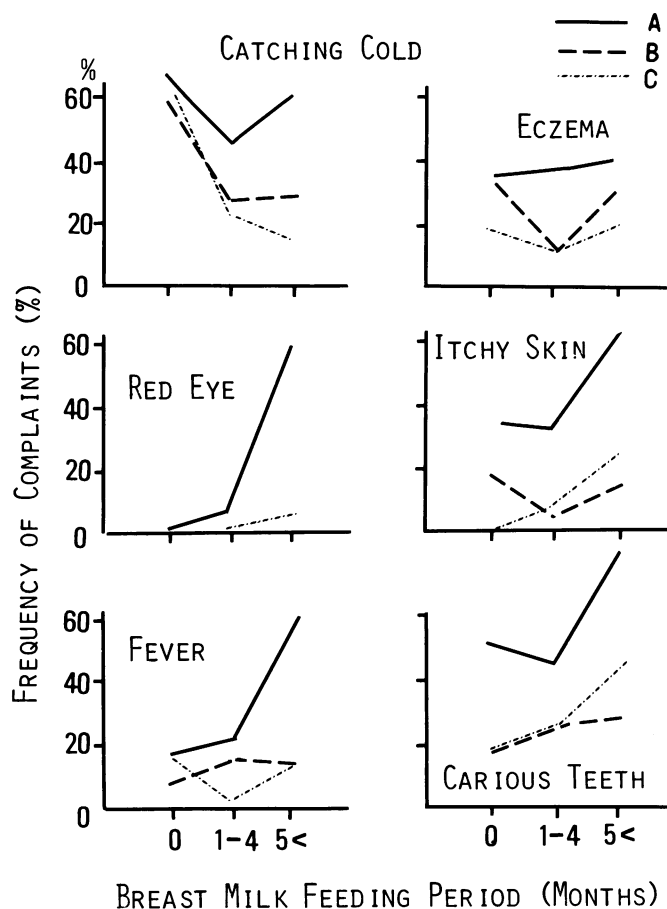 A
B
C
CATCHING COLD
%
60
40
20
0
ECZEMA
RED EYE
60
40
20
0
ITCHY SKIN
FEVER
60
40
20
0
CARIOUS TEETH
0 1-4 5<
0 1-4 5<
FREQUENCY OF COMPLAINTS (%)
BREAST MILK FEEDING PERIOD (MONTHS)